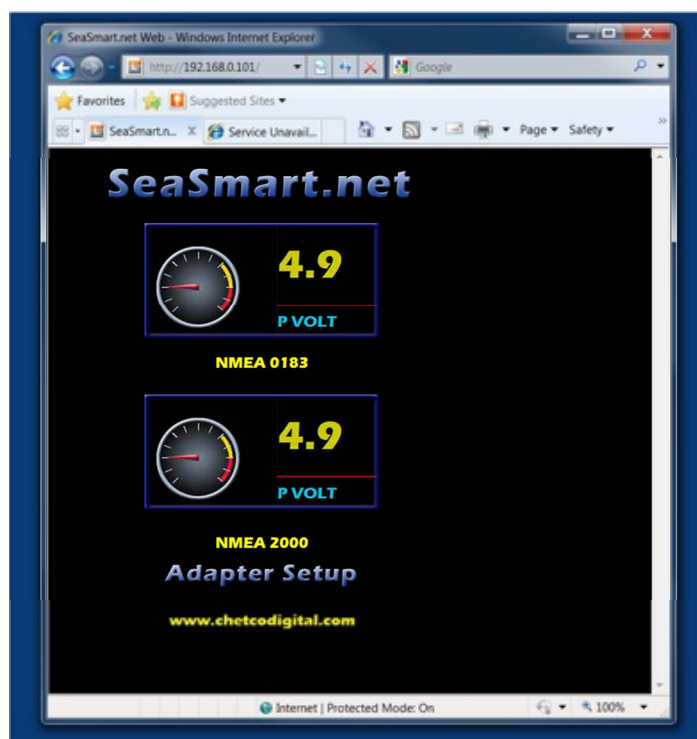 SeaSmart.net Web - Windows Internet Explorer
http://192.168.0.101/
Google
Favorites
Suggested Sites
SeaSmart.n... X
Service Unavail...
Page Safety
SeaSmart.net
4.9
P VOLT
NMEA 0183
4.9
P VOLT
NMEA 2000
Adapter Setup
www.chetcodigital.com
Internet | Protected Mode: On
100%